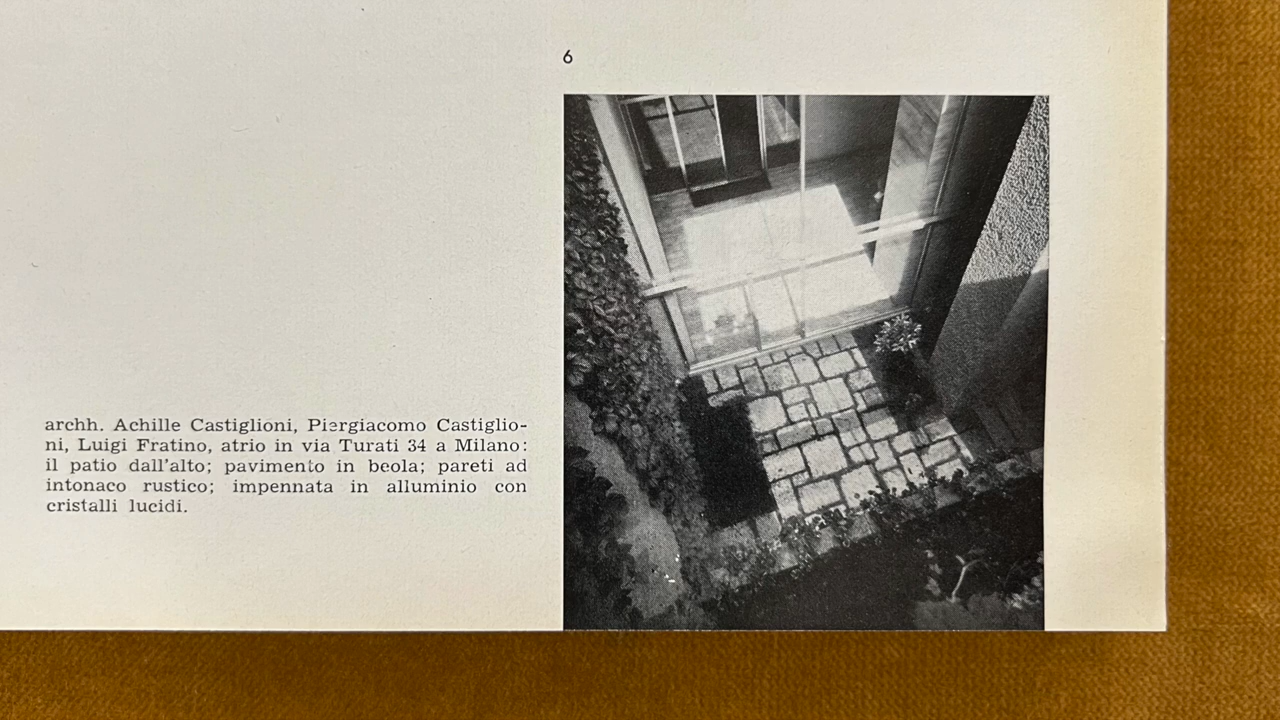 6
archh. Achille Castiglioni, Piergiacomo Castiglio-
ni, Luigi Fratino, atrio in via Turati 34 a Milano:
il patio dall'alto; pavimento in beola; pareti ad
intonaco rustico; impennata in alluminio con
cristalli lucidi.